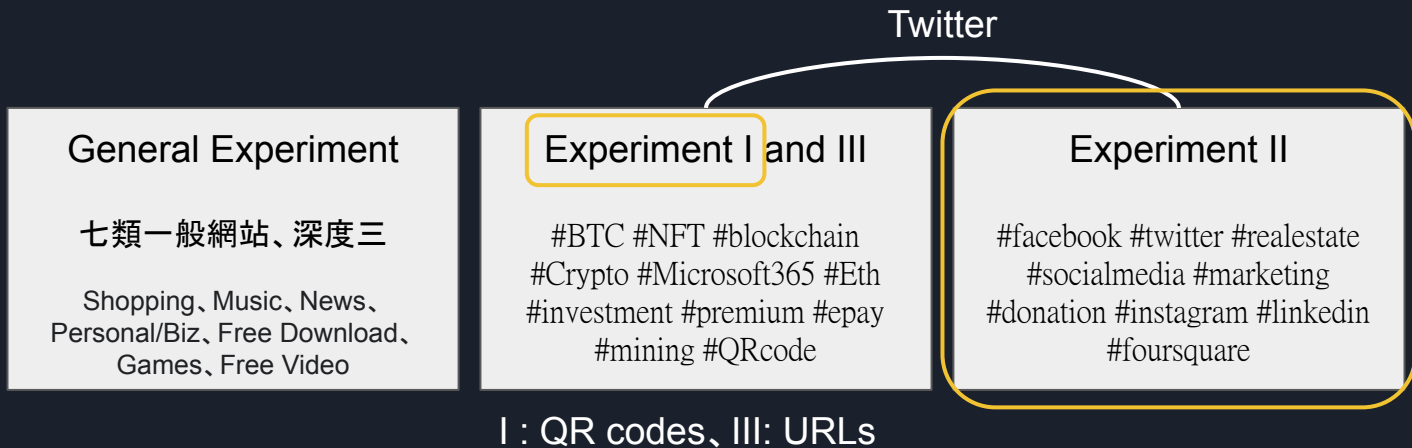 Twitter
General Experiment
七類一般網站、深度三
Shopping、Music、News、
Personal/Biz、Free Download、
Games、Free Video
Experiment I and III
#BTC #NFT #blockchain
#Crypto #Microsoft365 #Eth
#investment #premium #epay
#mining #QRcode
Experiment II
#facebook #twitter #realestate
#socialmedia #marketing
#donation #instagram #linkedin
#foursquare
I : QR codes、III: URLs